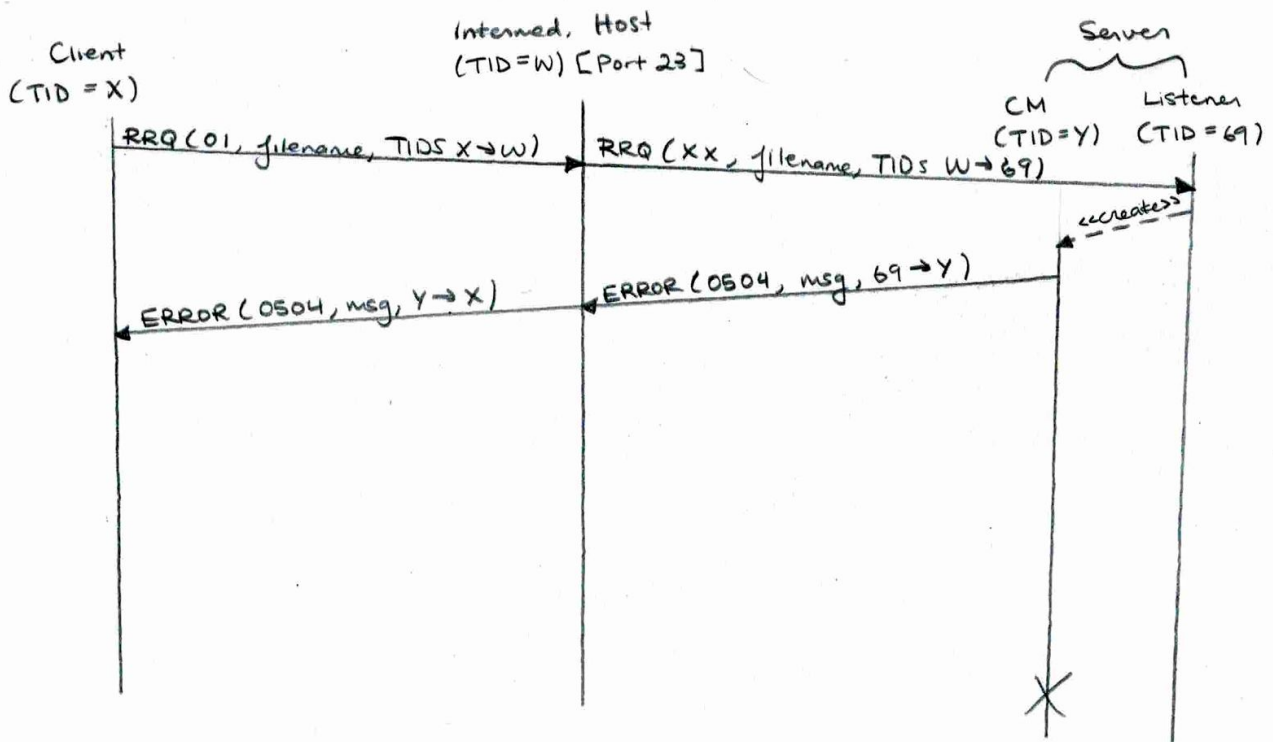 Client
(TID = X)
Intermed. Host
(TID=W) [Port 23]
Server
CM
(TID=Y)
Listener
(TID=69)
RRQ (01, filename, TIDS X→W)
RRQ (XX, filename, TIDs W→69)
<<create>>
ERROR (0504, msg, 69→Y)
ERROR (0504, msg, Y→X)